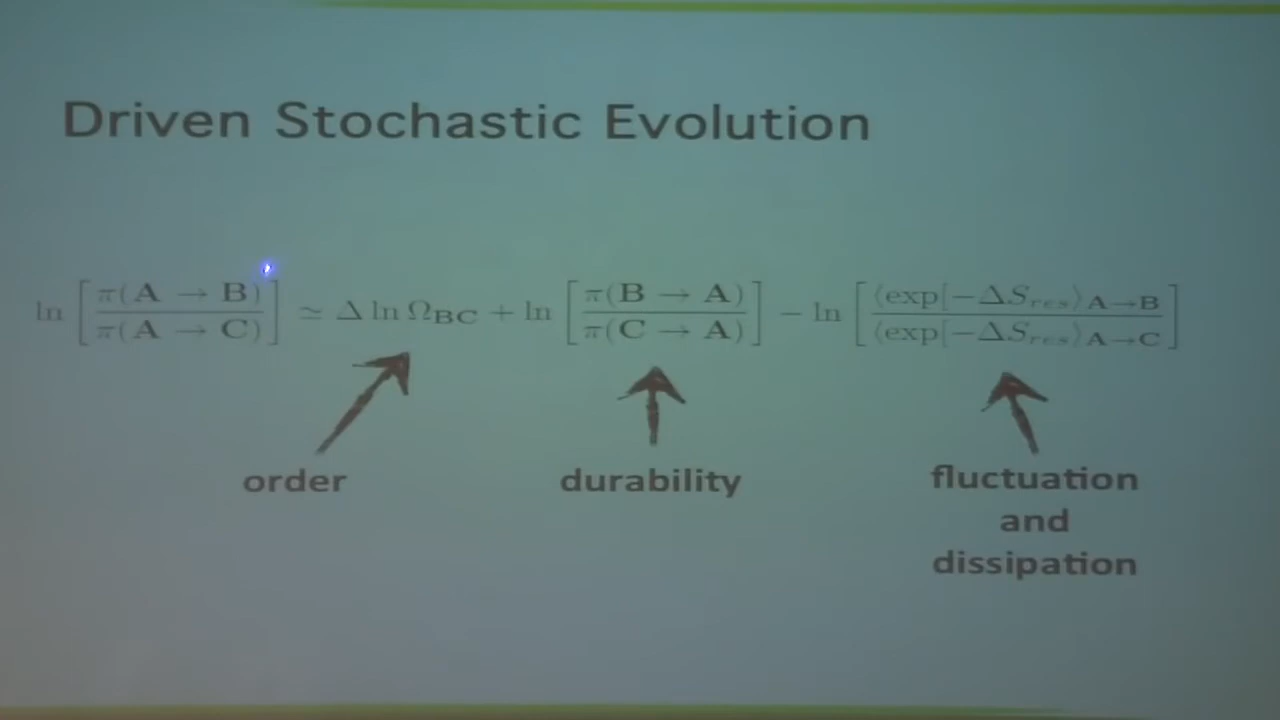 Driven Stochastic Evolution
ln [π(A → B) / π(A → C)] ≃ Δ ln Ω_BC + ln [π(B → A) / π(C → A)] − ln [⟨exp[−ΔS_res⟩_A→B / ⟨exp[−ΔS_res⟩_A→C]
order
durability
fluctuation
and
dissipation